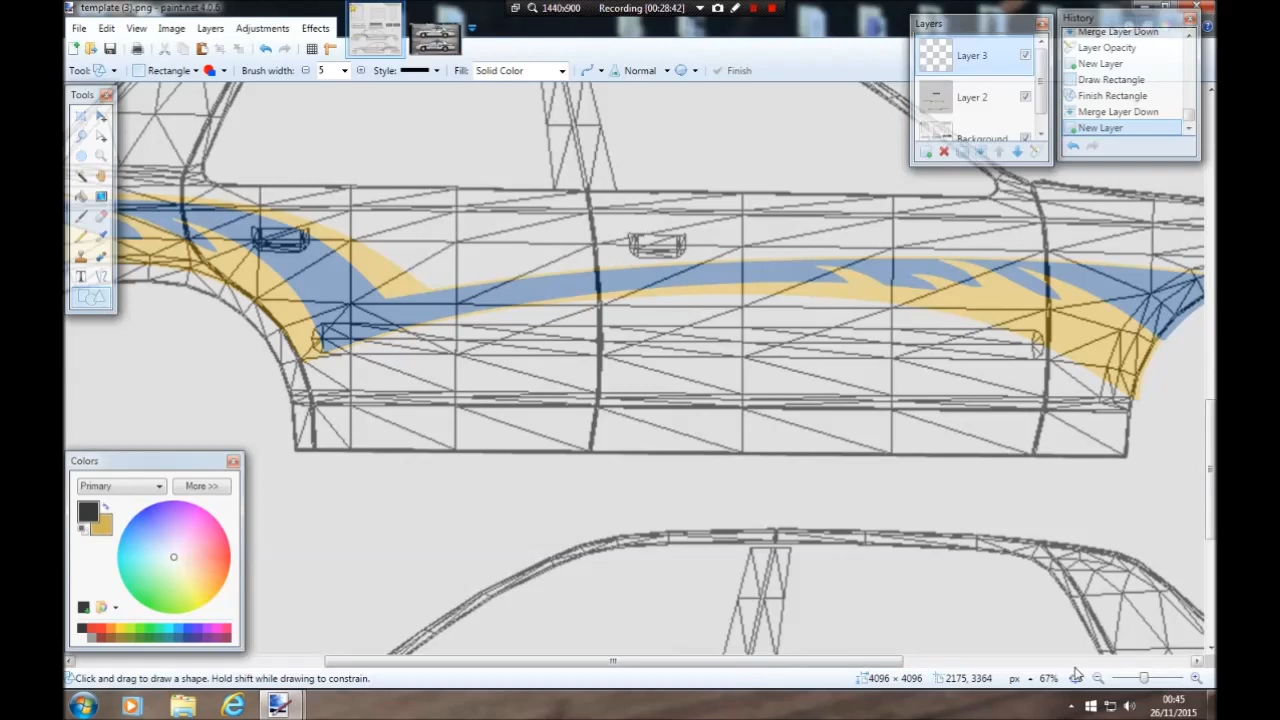 template (3).png - paint.net 4.0.6
1440x900 Recording [00:28:42]
File Edit View Image Layers Adjustments Effects
Tool: Rectangle Brush width: 5 Style: Fill: Solid Color Normal Finish
Tools
Layers
Layer 3
Layer 2
Background
History
Merge Layer Down
Layer Opacity
New Layer
Draw Rectangle
Finish Rectangle
Merge Layer Down
New Layer
Colors
Primary More >>
Click and drag to draw a shape. Hold shift while drawing to constrain. 4096 × 4096 2175, 3364 px 67%
00:45
26/11/2015